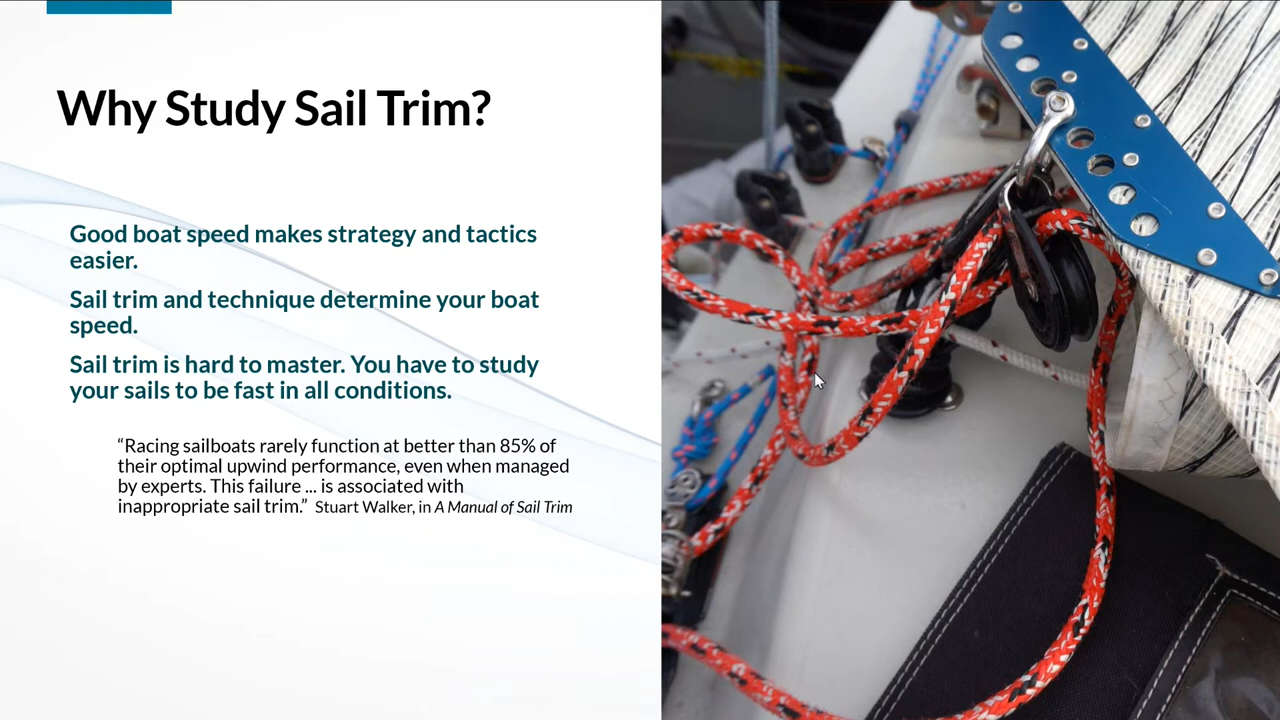 Why Study Sail Trim?
Good boat speed makes strategy and tactics
easier.
Sail trim and technique determine your boat
speed.
Sail trim is hard to master. You have to study
your sails to be fast in all conditions.
“Racing sailboats rarely function at better than 85% of
their optimal upwind performance, even when managed
by experts. This failure ... is associated with
inappropriate sail trim.” Stuart Walker, in A Manual of Sail Trim